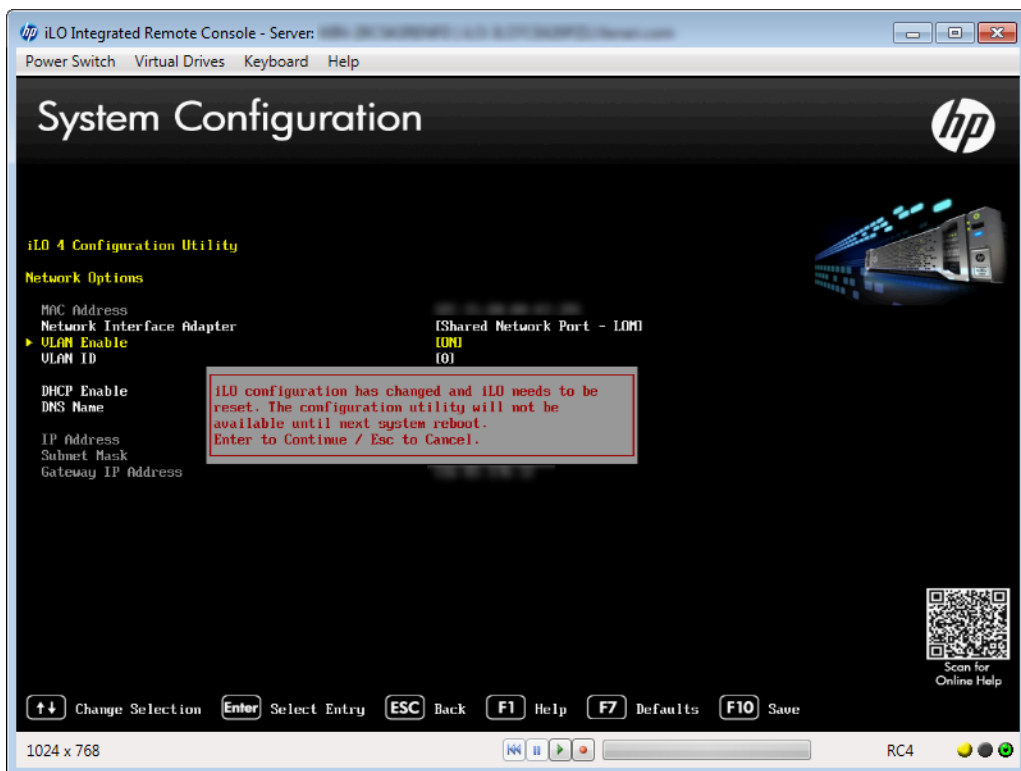 iLO Integrated Remote Console - Server:
Power Switch Virtual Drives Keyboard Help
System Configuration
hp
iLO 4 Configuration Utility
Network Options
MAC Address
Network Interface Adapter [Shared Network Port - LOM]
VLAN Enable [ON]
VLAN ID [0]
DHCP Enable
DNS Name
IP Address
Subnet Mask
Gateway IP Address
iLO configuration has changed and iLO needs to be
reset. The configuration utility will not be
available until next system reboot.
Enter to Continue / Esc to Cancel.
Scan for
Online Help
Change Selection Enter Select Entry ESC Back F1 Help F7 Defaults F10 Save
1024 x 768 RC4